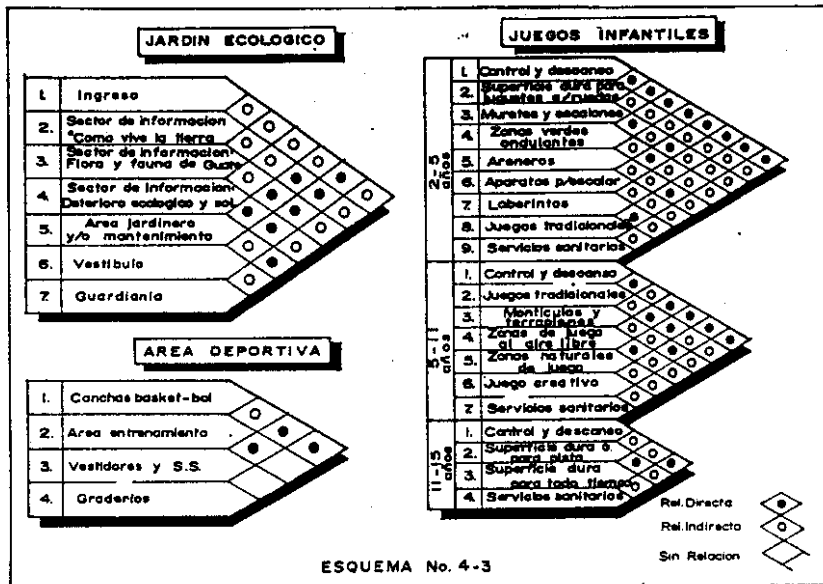 JARDIN ECOLOGICO
1. Ingreso
2. Sector de informacion
"Como vive la tierra
3. Sector de informacion-
Flora y fauna de Guate
4. Sector de informacion-
Deterioro ecologico y sol.
5. Area jardinero
y/o mantenimiento
6. Vestibulo
7. Guardiania
AREA DEPORTIVA
1. Canchas basket-bol
2. Area entrenamiento
3. Vestidores y S.S.
4. Graderios
JUEGOS INFANTILES
2-5 años
1. Control y descanso
2. Superficie dura para
juguetes s/ruedas
3. Muretes y escalones
4. Zonas verdes
ondulantes
5. Areneros
6. Aparatos p/escalar
7. Laberintos
8. Juegos tradicionales
9. Servicios sanitarios
5-11 años
1. Control y descanso
2. Juegos tradicionales
3. Monticulos y
terraplenes
4. Zonas de juego
al aire libre
5. Zonas naturales
de juego
6. Juego creativo
7. Servicios sanitarios
11-15 años
1. Control y descanso
2. Superficie dura
para pista
3. Superficie dura
para todo tiempo
4. Servicios sanitarios
Rel. Directa
Rel. Indirecta
Sin Relacion
ESQUEMA No. 4-3